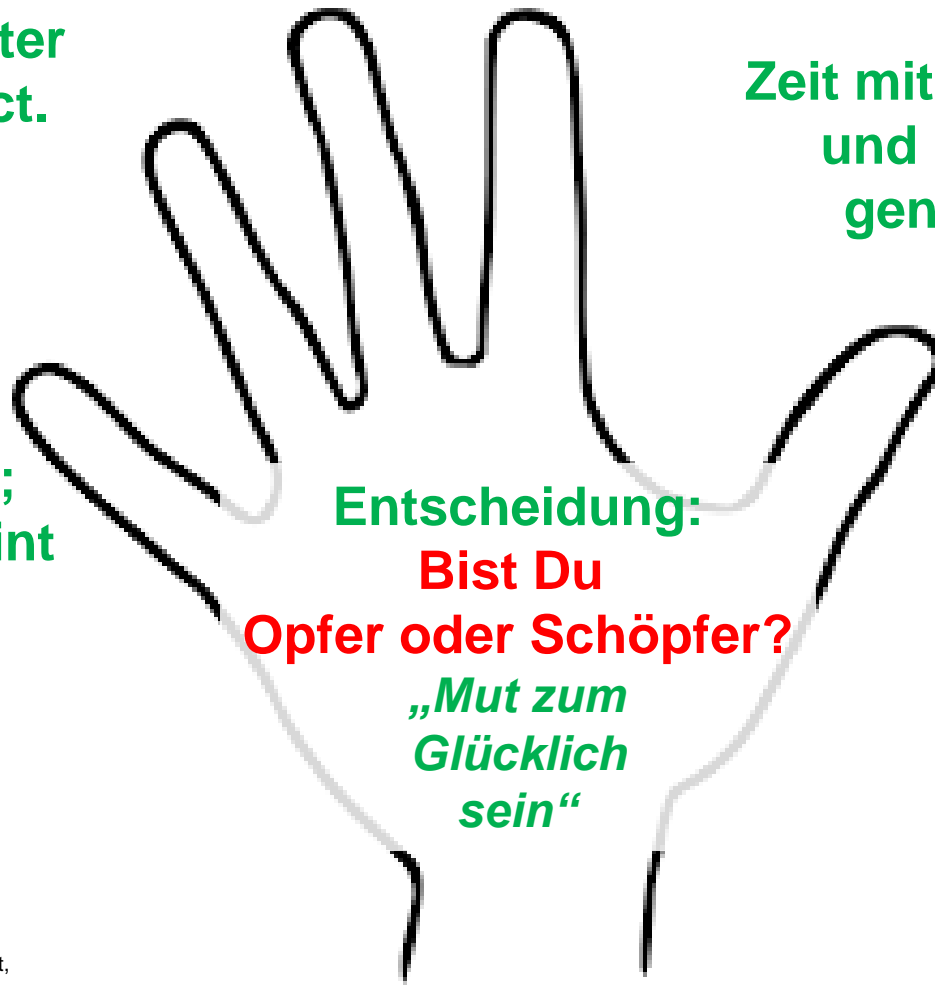 Zeit mit
und
Entscheidung:
Bist Du
Opfer oder Schöpfer?
„Mut zum
Glücklich
sein“